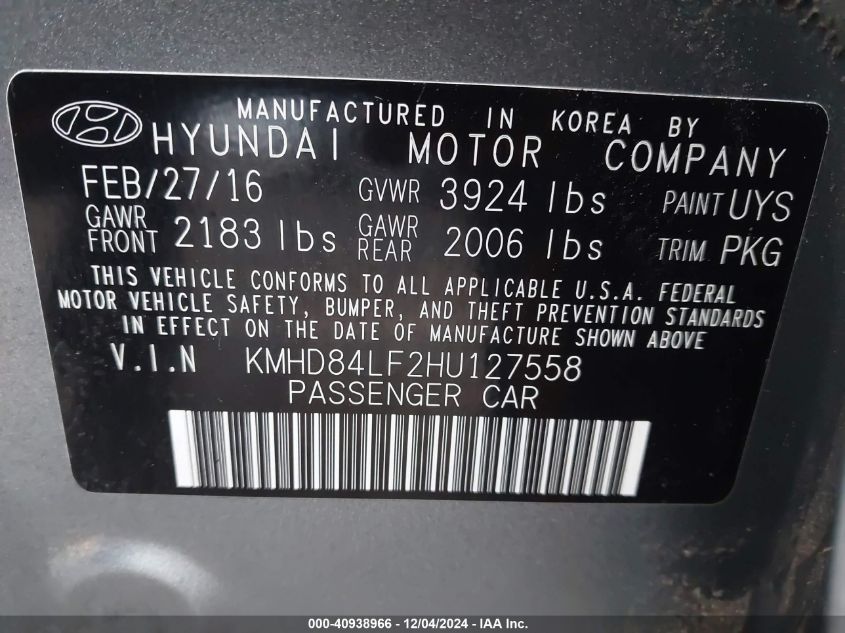 MANUFACTURED IN KOREA BY
HYUNDAI MOTOR COMPANY
FEB/27/16 GVWR 3924 lbs PAINT UYS
GAWR FRONT 2183 lbs GAWR REAR 2006 lbs TRIM PKG
THIS VEHICLE CONFORMS TO ALL APPLICABLE U.S.A. FEDERAL
MOTOR VEHICLE SAFETY, BUMPER, AND THEFT PREVENTION STANDARDS
IN EFFECT ON THE DATE OF MANUFACTURE SHOWN ABOVE
V.I.N KMHD84LF2HU127558
PASSENGER CAR
000-40938966 - 12/04/2024 - IAA Inc.